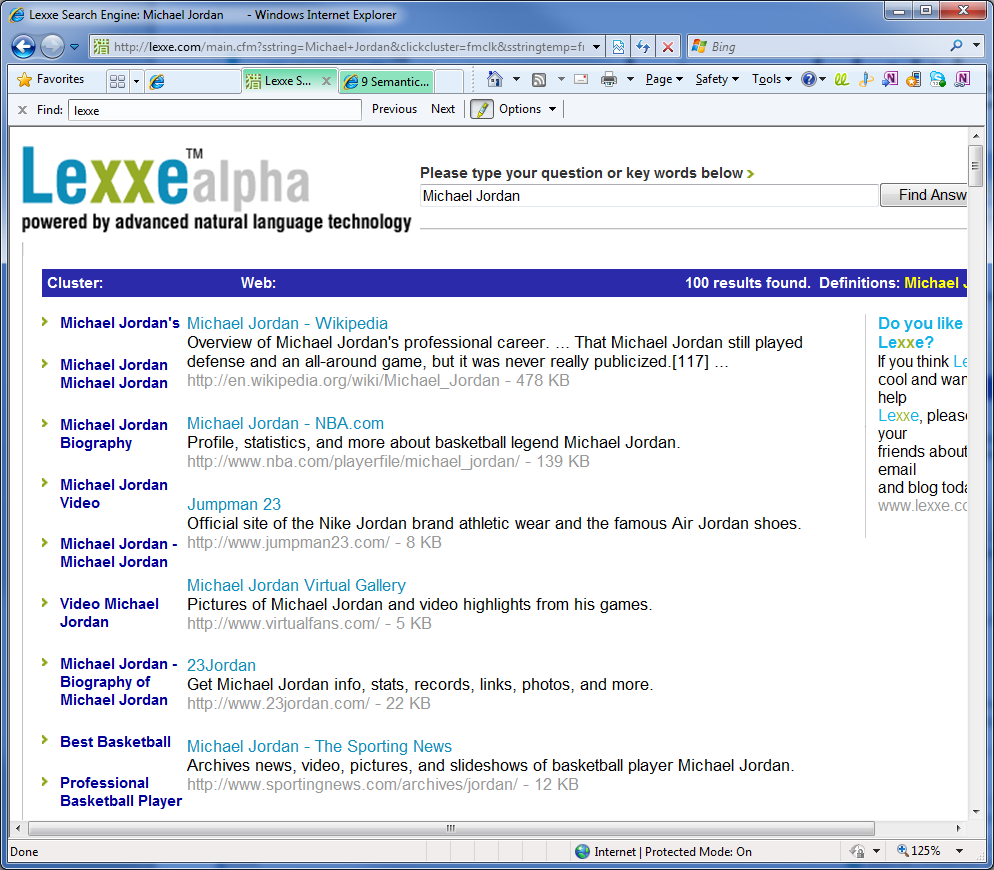 Lexxe Search Engine: Michael Jordan - Windows Internet Explorer
http://lexxe.com/main.cfm?sstring=Michael+Jordan&clickcluster=fmclk&sstringtemp=fr
Bing
Favorites
Lexxe S...
9 Semantic...
Page
Safety
Tools
Find: lexxe
Previous Next Options
Lexxe™alpha
powered by advanced natural language technology
Please type your question or key words below
Michael Jordan
Find Answ
Cluster: Web: 100 results found. Definitions: Michael J
Michael Jordan's
Michael Jordan
Michael Jordan
Michael Jordan
Biography
Michael Jordan
Video
Michael Jordan -
Michael Jordan
Video Michael
Jordan
Michael Jordan -
Biography of
Michael Jordan
Best Basketball
Professional
Basketball Player
Michael Jordan - Wikipedia
Overview of Michael Jordan's professional career. ... That Michael Jordan still played
defense and an all-around game, but it was never really publicized.[117] ...
http://en.wikipedia.org/wiki/Michael_Jordan - 478 KB
Michael Jordan - NBA.com
Profile, statistics, and more about basketball legend Michael Jordan.
http://www.nba.com/playerfile/michael_jordan/ - 139 KB
Jumpman 23
Official site of the Nike Jordan brand athletic wear and the famous Air Jordan shoes.
http://www.jumpman23.com/ - 8 KB
Michael Jordan Virtual Gallery
Pictures of Michael Jordan and video highlights from his games.
http://www.virtualfans.com/ - 5 KB
23Jordan
Get Michael Jordan info, stats, records, links, photos, and more.
http://www.23jordan.com/ - 22 KB
Michael Jordan - The Sporting News
Archives news, video, pictures, and slideshows of basketball player Michael Jordan.
http://www.sportingnews.com/archives/jordan/ - 12 KB
Do you like
Lexxe?
If you think Le
cool and wan
help
Lexxe, pleas
your
friends about
email
and blog toda
www.lexxe.co
Done
Internet | Protected Mode: On
125%